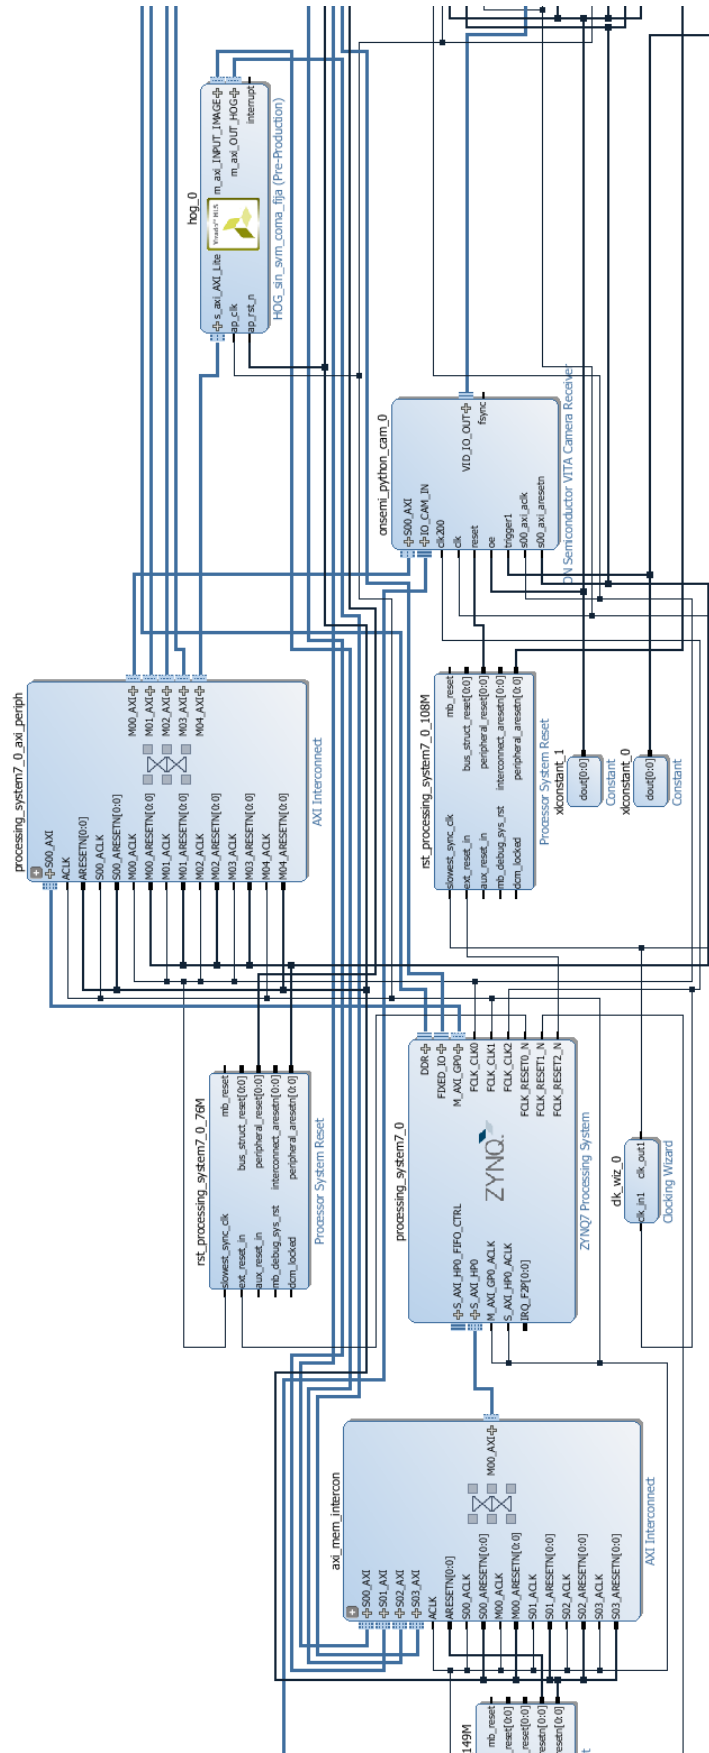 hog_0
s_axi_AXI_Lite
ap_clk
ap_rst_n
m_axi_INPUT_IMAGE
m_axi_OUT_HOG
interrupt
HOG_sin_svm_coma_fija (Pre-Production)
onsemi_python_cam_0
S00_AXI
IO_CAM_IN
clk200
clk
reset
oe
trigger1
s00_axi_aclk
s00_axi_aresetn
VID_IO_OUT
fsync
ON Semiconductor VITA Camera Receiver
processing_system7_0_axi_periph
S00_AXI
ACLK
ARESETN[0:0]
S00_ACLK
S00_ARESETN[0:0]
M00_ACLK
M00_ARESETN[0:0]
M01_ACLK
M01_ARESETN[0:0]
M02_ACLK
M02_ARESETN[0:0]
M03_ACLK
M03_ARESETN[0:0]
M04_ACLK
M04_ARESETN[0:0]
M00_AXI
M01_AXI
M02_AXI
M03_AXI
M04_AXI
AXI Interconnect
rst_processing_system7_0_108M
slowest_sync_clk
ext_reset_in
aux_reset_in
mb_debug_sys_rst
dcm_locked
mb_reset
bus_struct_reset[0:0]
peripheral_reset[0:0]
interconnect_aresetn[0:0]
peripheral_aresetn[0:0]
Processor System Reset
xlconstant_1
dout[0:0]
Constant
xlconstant_0
dout[0:0]
Constant
rst_processing_system7_0_76M
slowest_sync_clk
ext_reset_in
aux_reset_in
mb_debug_sys_rst
dcm_locked
mb_reset
bus_struct_reset[0:0]
peripheral_reset[0:0]
interconnect_aresetn[0:0]
peripheral_aresetn[0:0]
Processor System Reset
processing_system7_0
S_AXI_HP0_FIFO_CTRL
S_AXI_HP0
M_AXI_GP0_ACLK
S_AXI_HP0_ACLK
IRQ_F2P[0:0]
ZYNQ
DDR
FIXED_IO
M_AXI_GP0
FCLK_CLK0
FCLK_CLK1
FCLK_CLK2
FCLK_RESET0_N
FCLK_RESET1_N
FCLK_RESET2_N
ZYNQ7 Processing System
clk_wiz_0
clk_in1
clk_out1
Clocking Wizard
axi_mem_intercon
S00_AXI
S01_AXI
S02_AXI
S03_AXI
ACLK
ARESETN[0:0]
S00_ACLK
S00_ARESETN[0:0]
M00_ACLK
M00_ARESETN[0:0]
S01_ACLK
S01_ARESETN[0:0]
S02_ACLK
S02_ARESETN[0:0]
S03_ACLK
S03_ARESETN[0:0]
M00_AXI
AXI Interconnect
149M
mb_reset
_reset[0:0]
_reset[0:0]